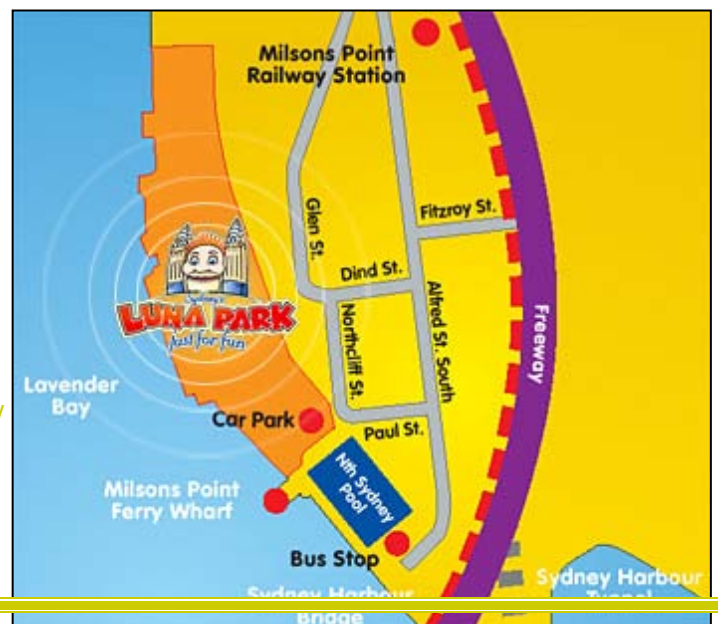 Milsons Point
Railway Station
Fitzroy St.
Glen St.
Dind St.
Sydney's
LUNA PARK
Just for fun
Northcliff St.
Alfred St. South
Freeway
Lavender
Bay
Car Park
Paul St.
Nth Sydney
Pool
Milsons Point
Ferry Wharf
Bus Stop
Sydney Harbour
Bridge
Sydney Harbour
Tunnel